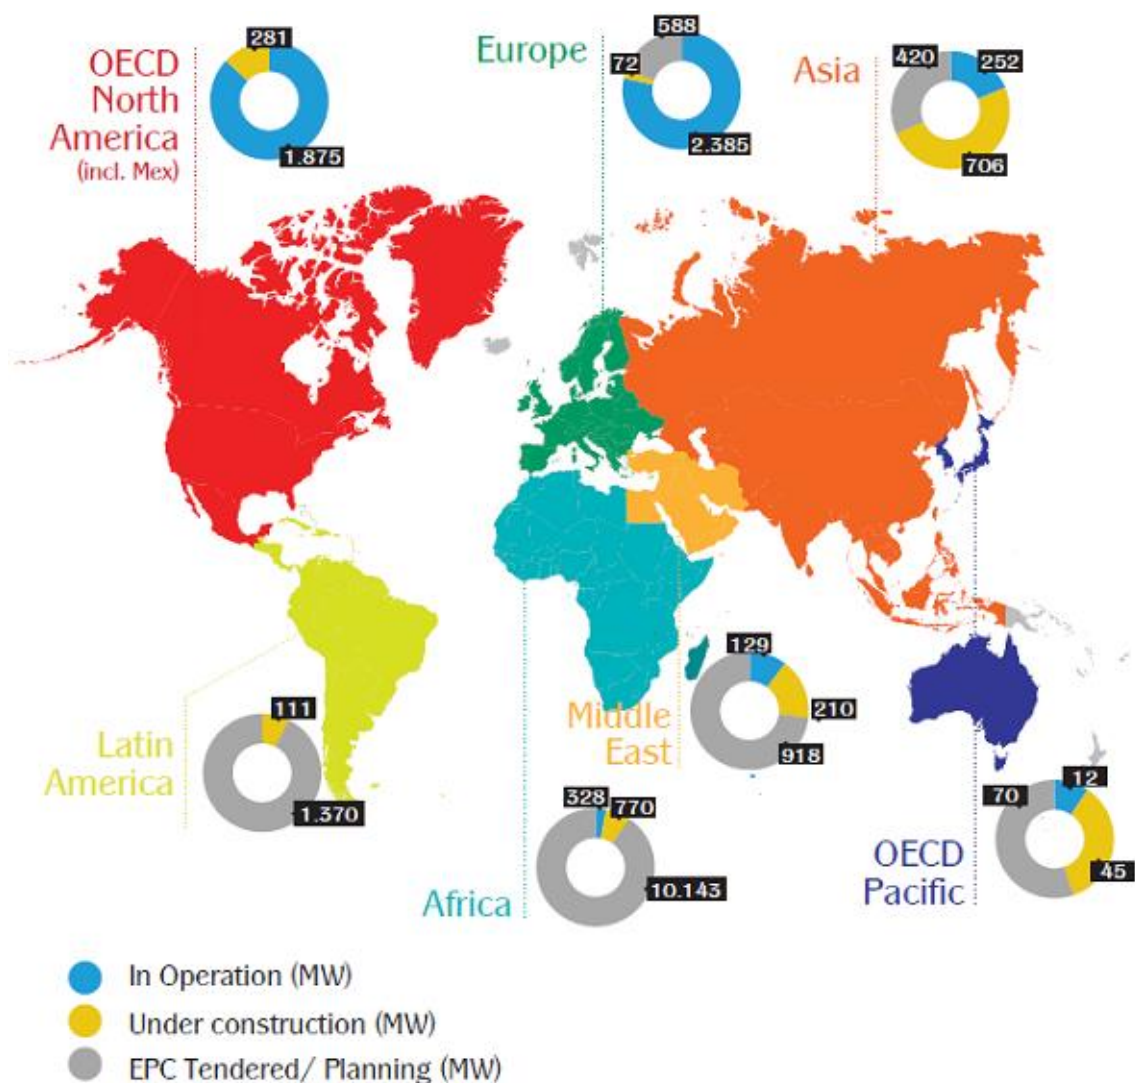 OECD
North
America
(incl. Mex)
281
1.875
Europe
588
72
2.385
Asia
420
252
706
Latin
America
111
1.370
Africa
328
770
10.143
Middle
East
129
210
918
OECD
Pacific
70
12
45
In Operation (MW)
Under construction (MW)
EPC Tendered/ Planning (MW)